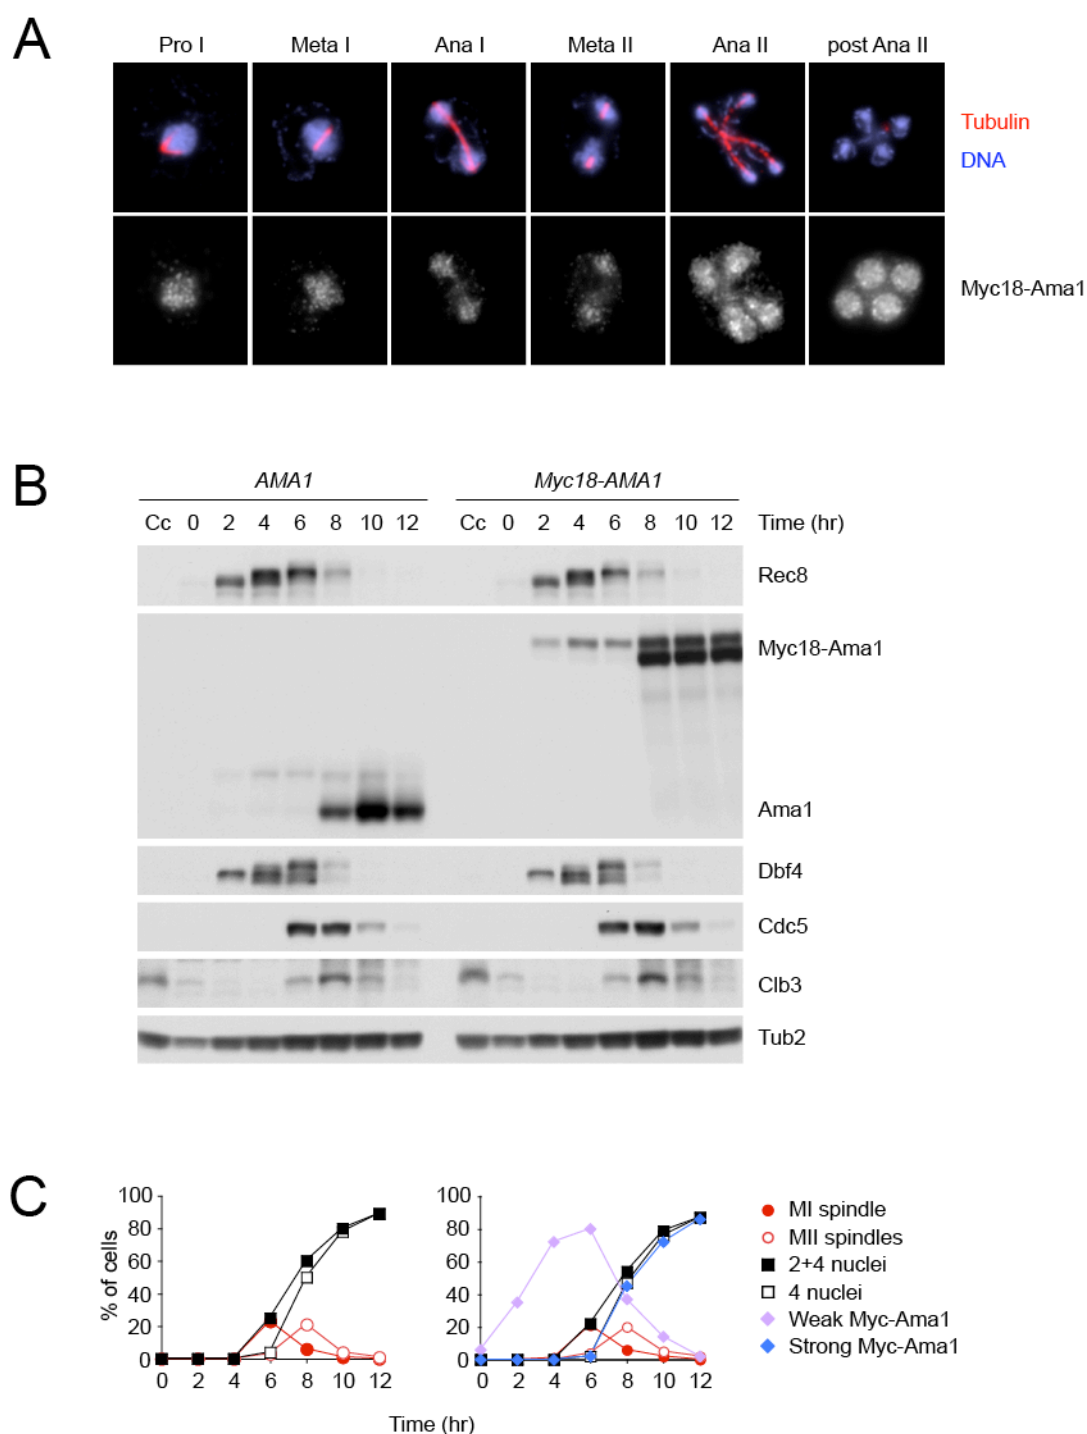 A
Pro I Meta I Ana I Meta II Ana II post Ana II
Tubulin
DNA
Myc18-Ama1
B
AMA1 Myc18-AMA1
Cc 0 2 4 6 8 10 12 Cc 0 2 4 6 8 10 12 Time (hr)
Rec8
Myc18-Ama1
Ama1
Dbf4
Cdc5
Clb3
Tub2
C
% of cells
100 100
80 80
60 60
40 40
20 20
0 0
0 2 4 6 8 10 12 0 2 4 6 8 10 12
Time (hr)
MI spindle
MII spindles
2+4 nuclei
4 nuclei
Weak Myc-Ama1
Strong Myc-Ama1